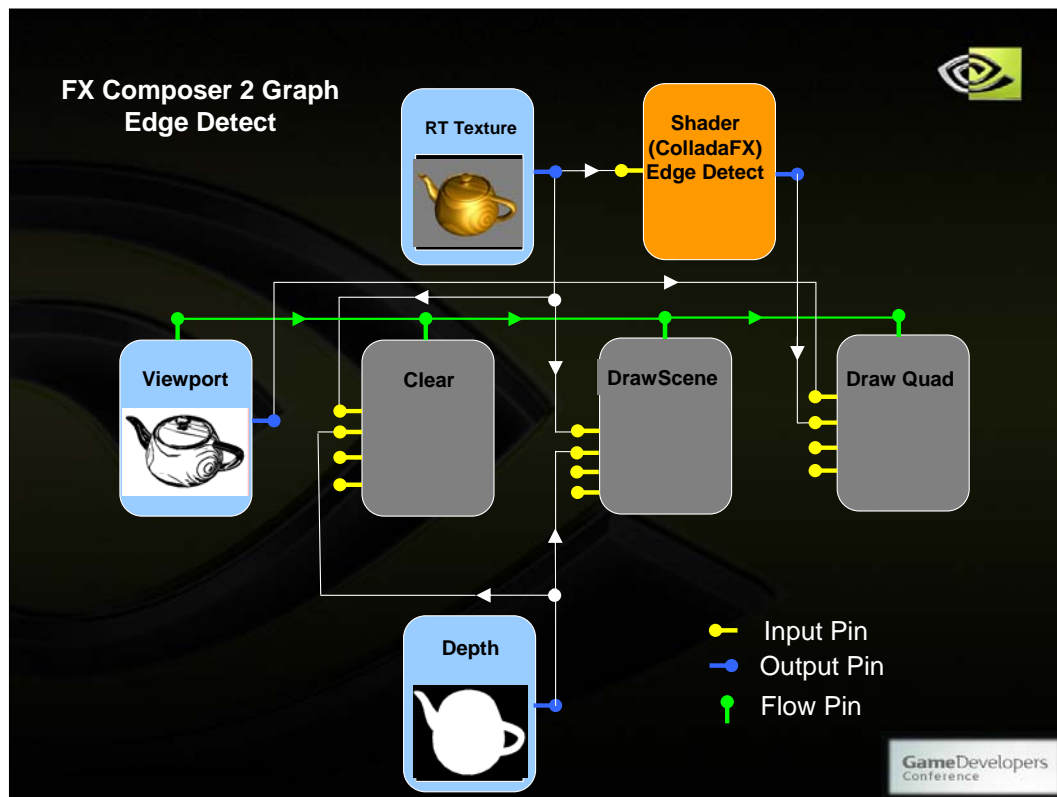 FX Composer 2 Graph
Edge Detect
RT Texture
Shader
(ColladaFX)
Edge Detect
Viewport
Clear
DrawScene
Draw Quad
Depth
Input Pin
Output Pin
Flow Pin
GameDevelopers
Conference